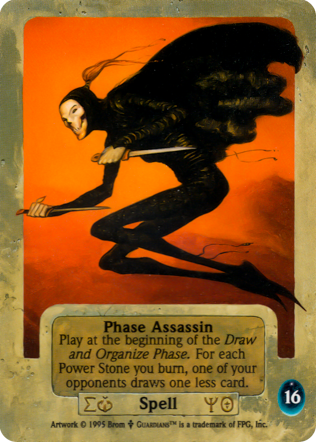 Phase Assassin
Play at the beginning of the Draw
and Organize Phase. For each
Power Stone you burn, one of your
opponents draws one less card.
Spell
16
Artwork © 1995 Brom GUARDIANS™ is a trademark of FPG, Inc.